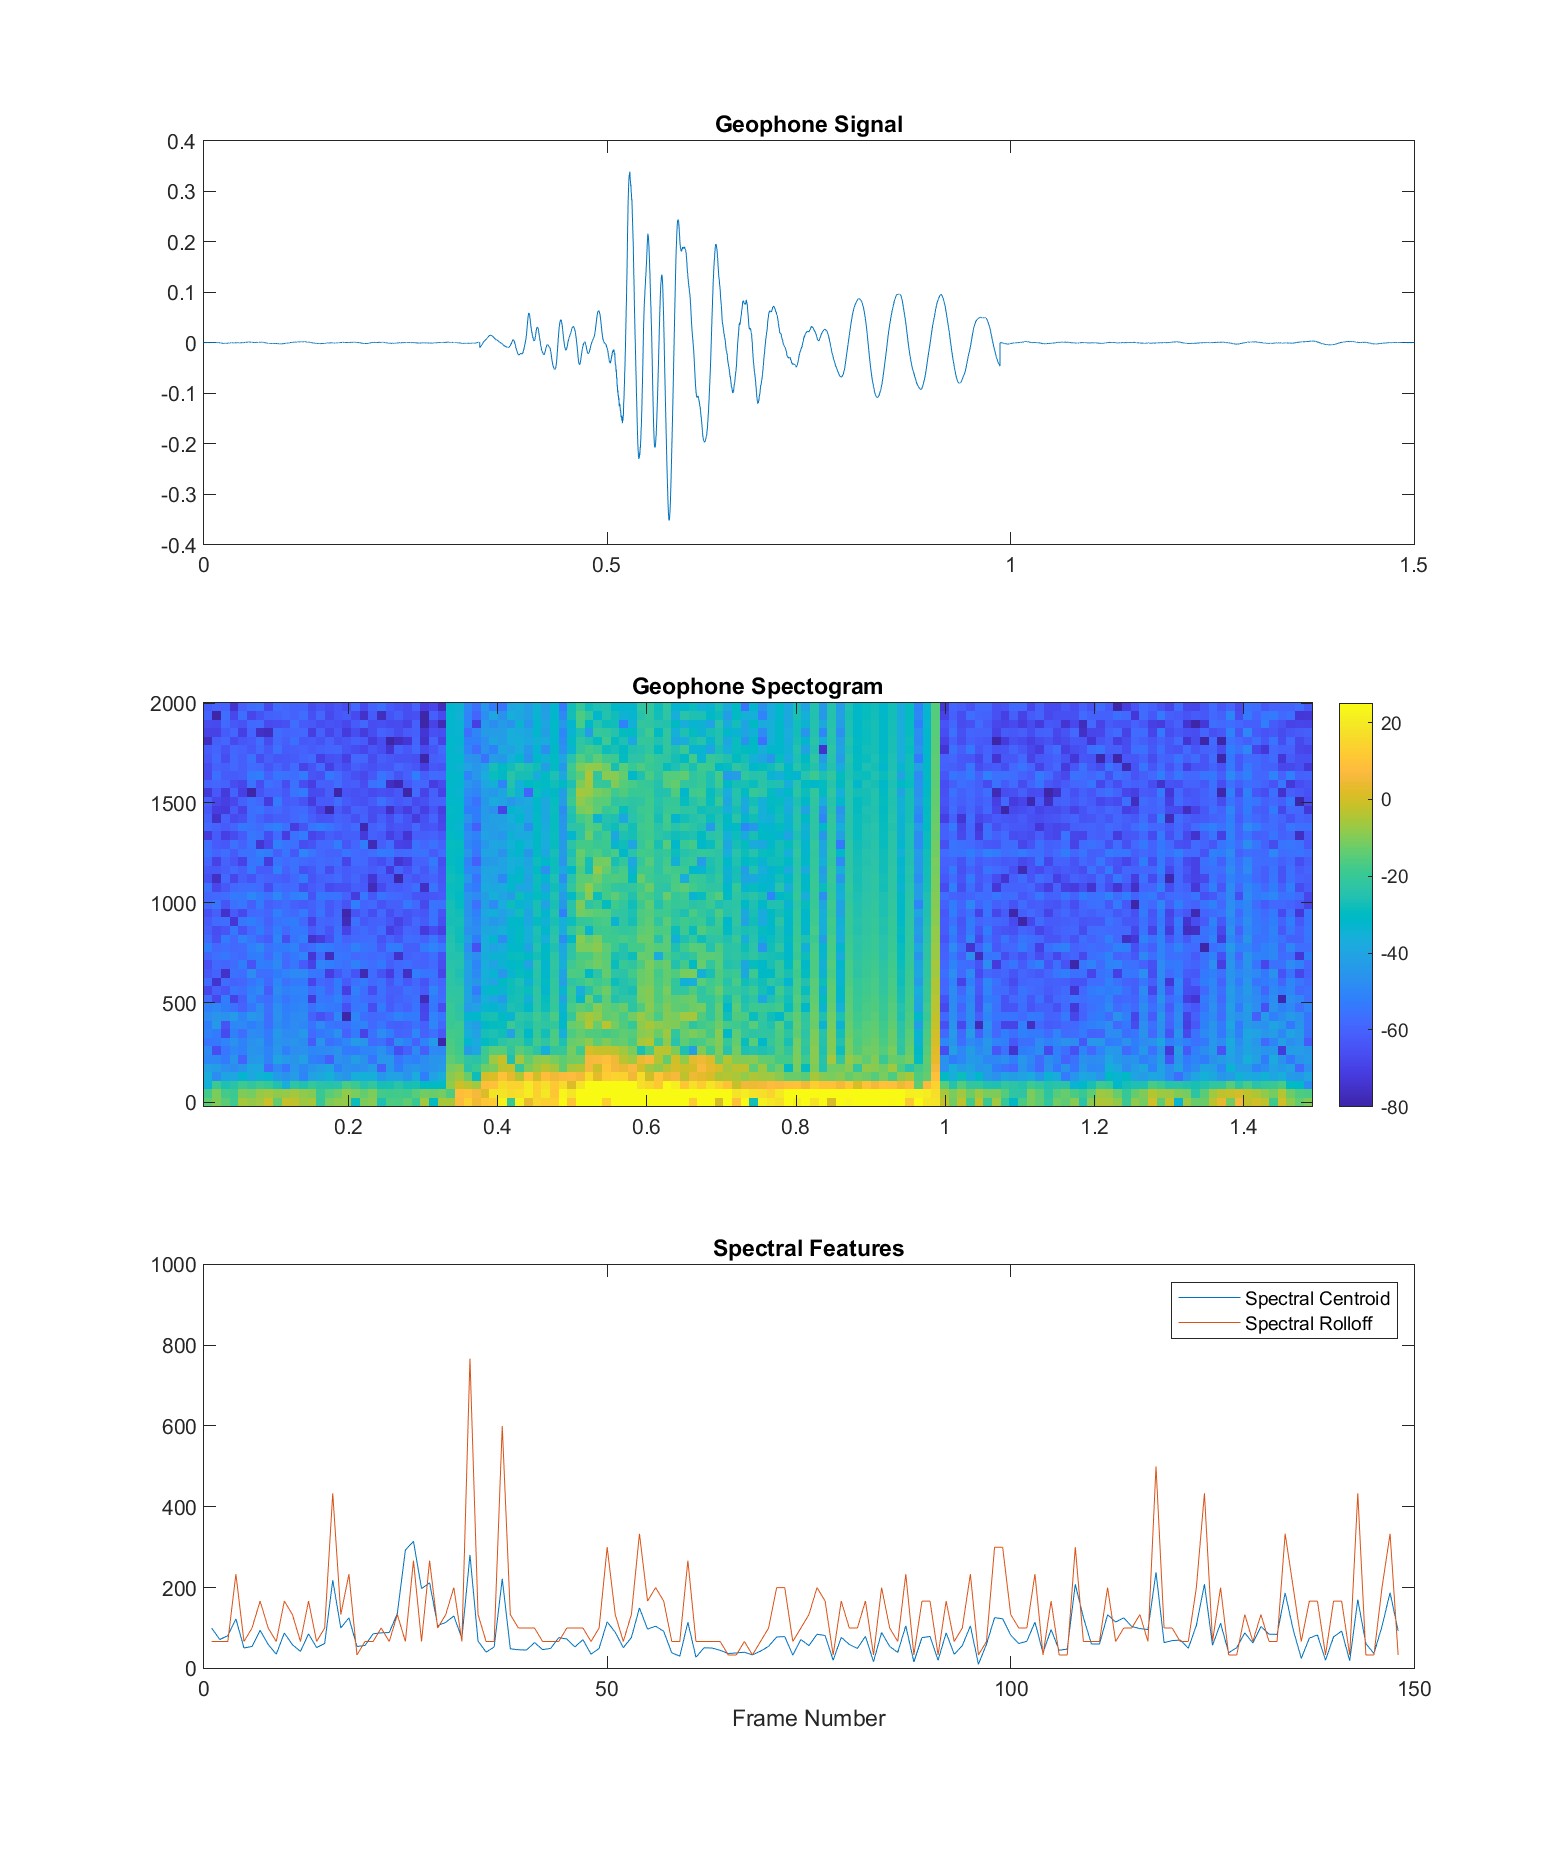 Geophone Signal
0.4
0.3
0.2
0.1
0
-0.1
-0.2
-0.3
-0.4
0 0.5 1 1.5
Geophone Spectogram
2000
1500
1000
500
0
0.2 0.4 0.6 0.8 1 1.2 1.4
20
0
-20
-40
-60
-80
Spectral Features
1000
800
600
400
200
0
0 50 100 150
Spectral Centroid
Spectral Rolloff
Frame Number